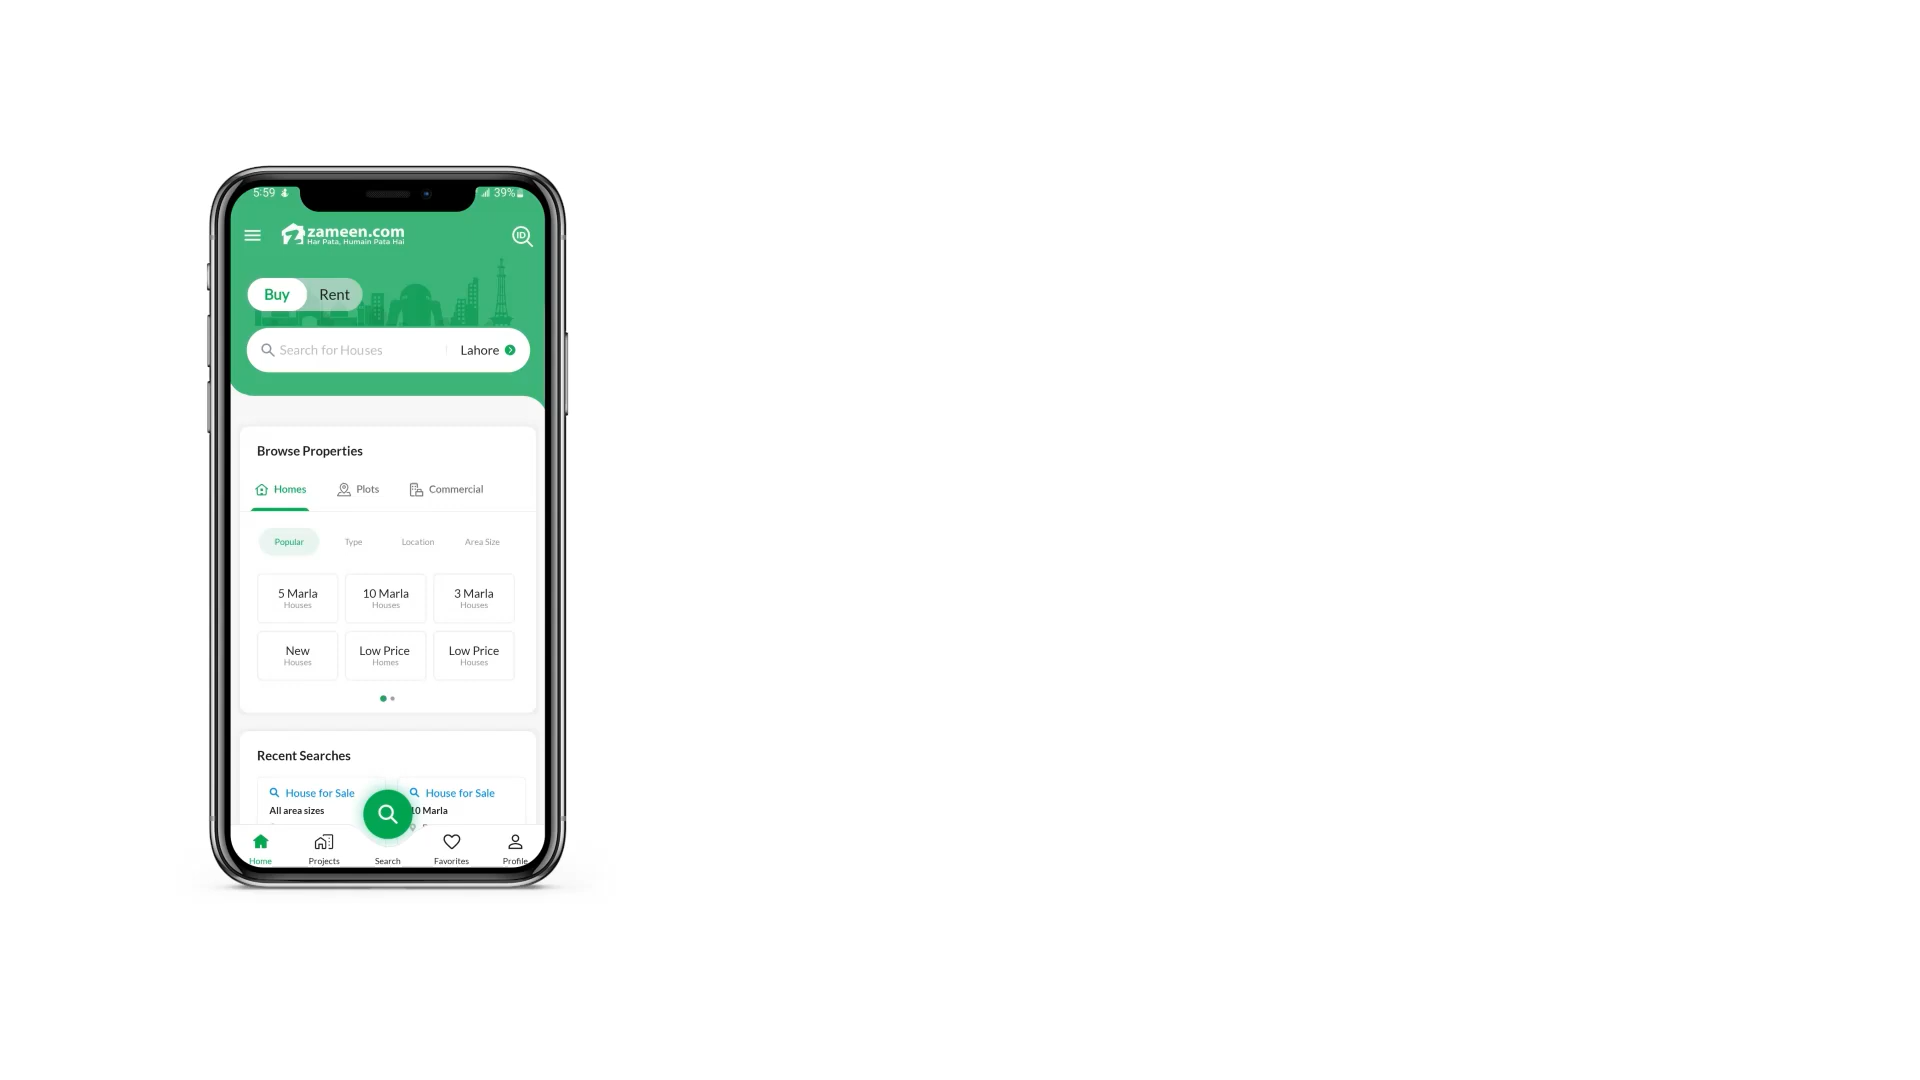 5:59
39%
zameen.com
Har Pata, Humain Pata Hai
ID
Buy Rent
Search for Houses Lahore
Browse Properties
Homes Plots Commercial
Popular Type Location Area Size
5 Marla 10 Marla 3 Marla
Houses Houses Houses
New Low Price Low Price
Houses Homes Houses
Recent Searches
House for Sale House for Sale
All area sizes 10 Marla
Home Projects Search Favorites Profile